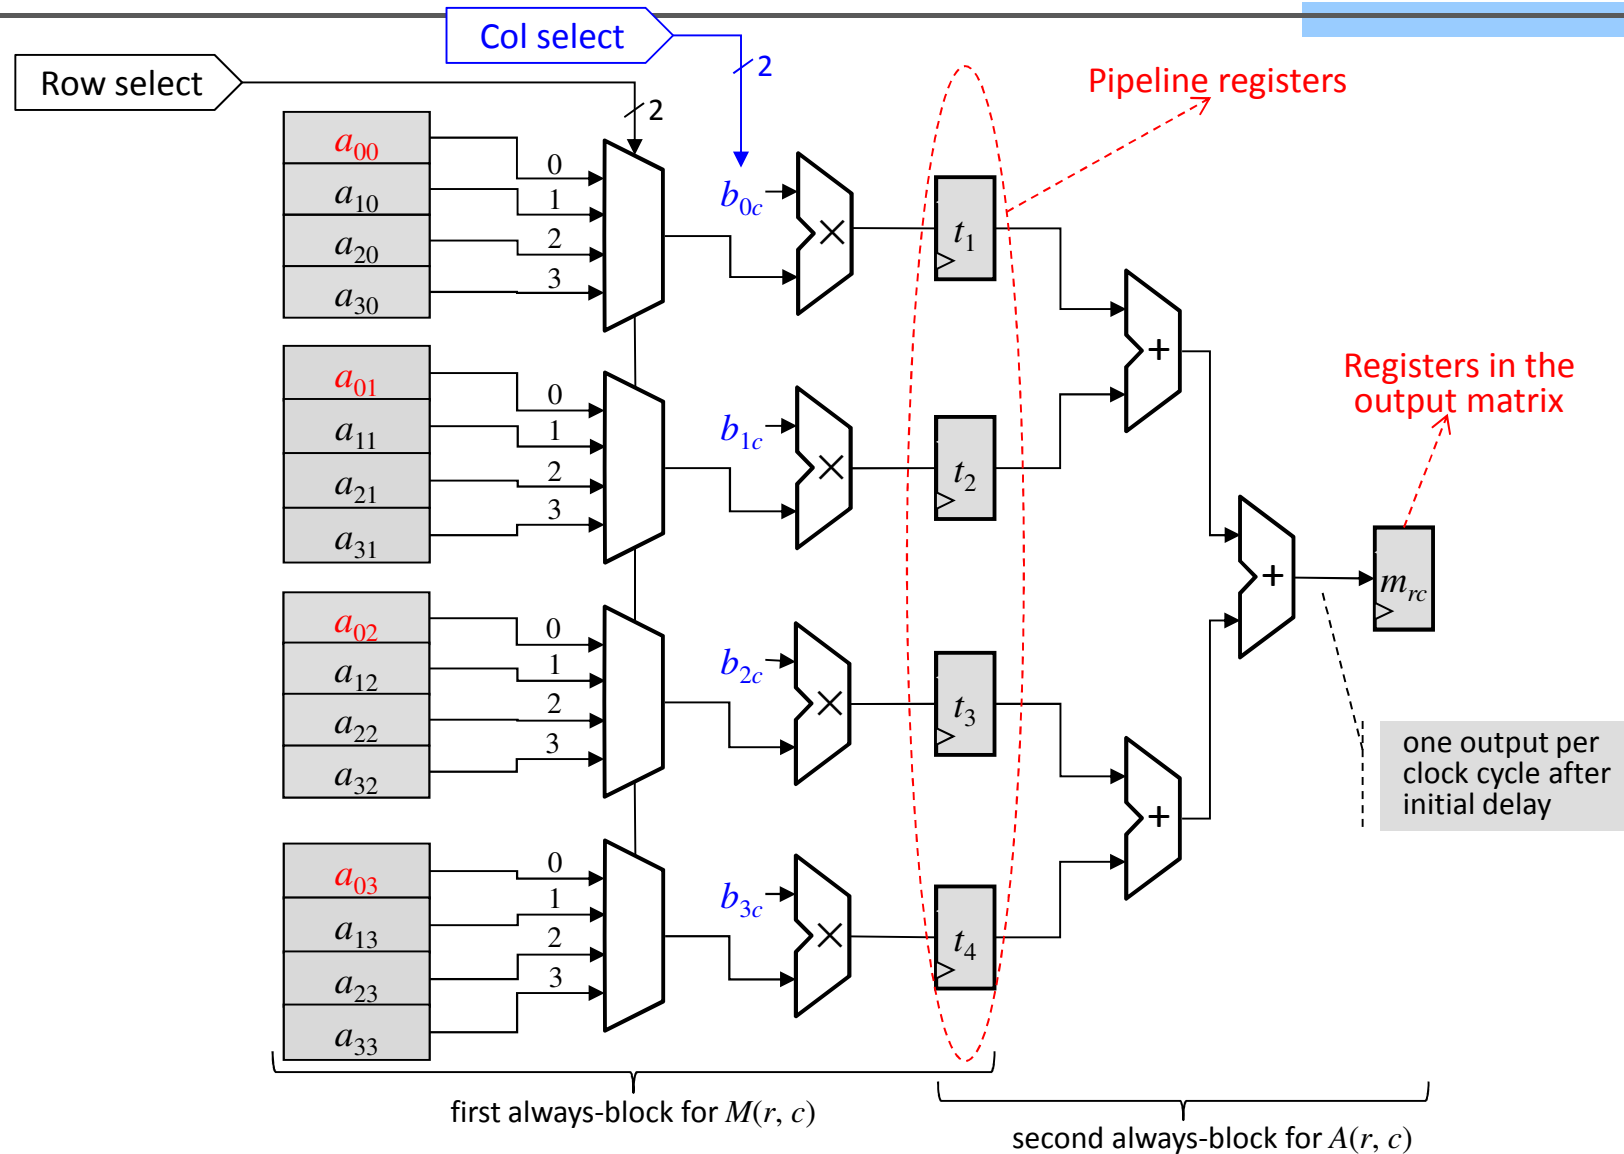 Col select
2
Row select
2
Pipeline registers
a00
a10
a20
a30
0
1
2
3
b0c
×
t1
a01
a11
a21
a31
0
1
2
3
b1c
×
t2
+
Registers in the
output matrix
+
mrc
a02
a12
a22
a32
0
1
2
3
b2c
×
t3
one output per
clock cycle after
initial delay
a03
a13
a23
a33
0
1
2
3
b3c
×
t4
+
first always-block for M(r, c)
second always-block for A(r, c)